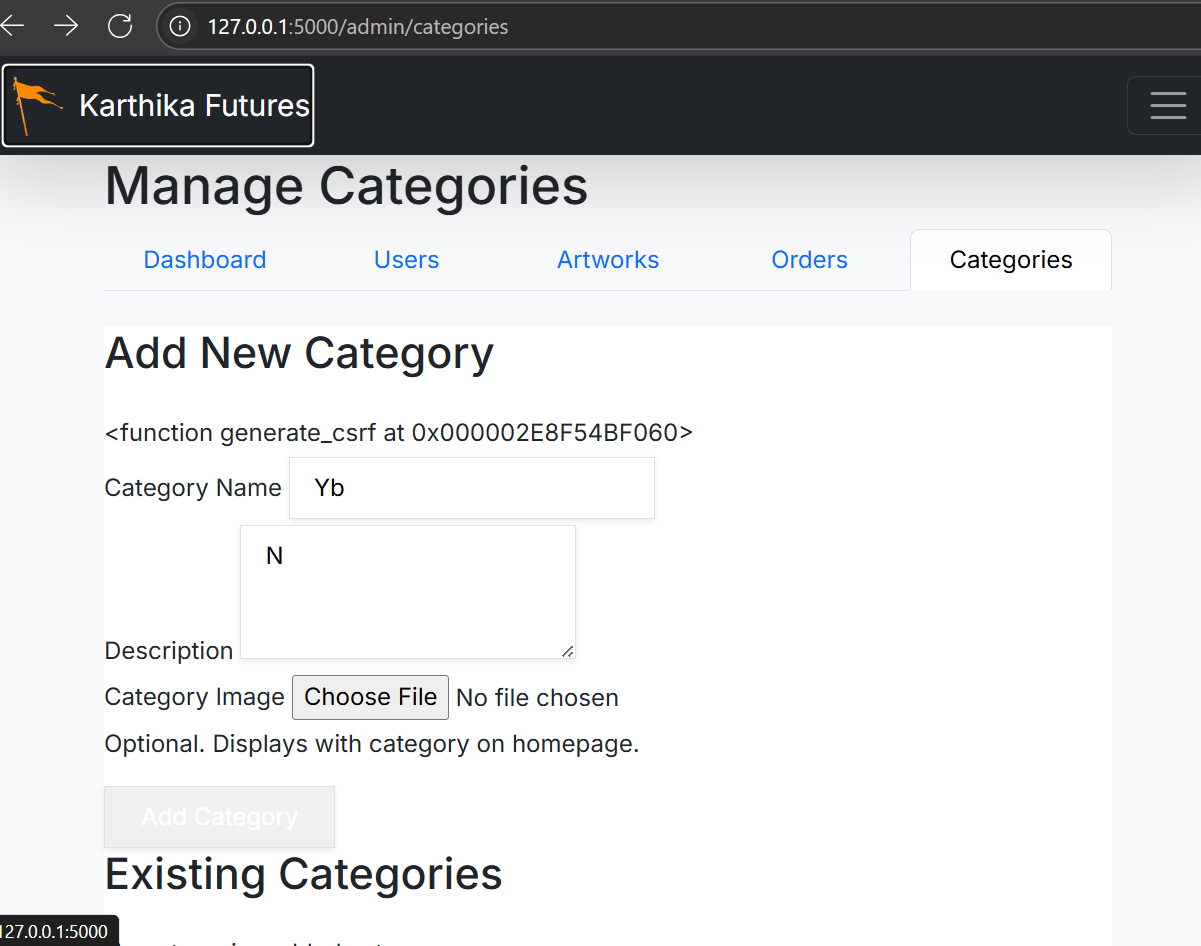 127.0.0.1:5000/admin/categories
Karthika Futures
Manage Categories
Dashboard Users Artworks Orders Categories
Add New Category
<function generate_csrf at 0x000002E8F54BF060>
Category Name Yb
N
Description
Category Image Choose File No file chosen
Optional. Displays with category on homepage.
Add Category
Existing Categories
127.0.0.1:5000